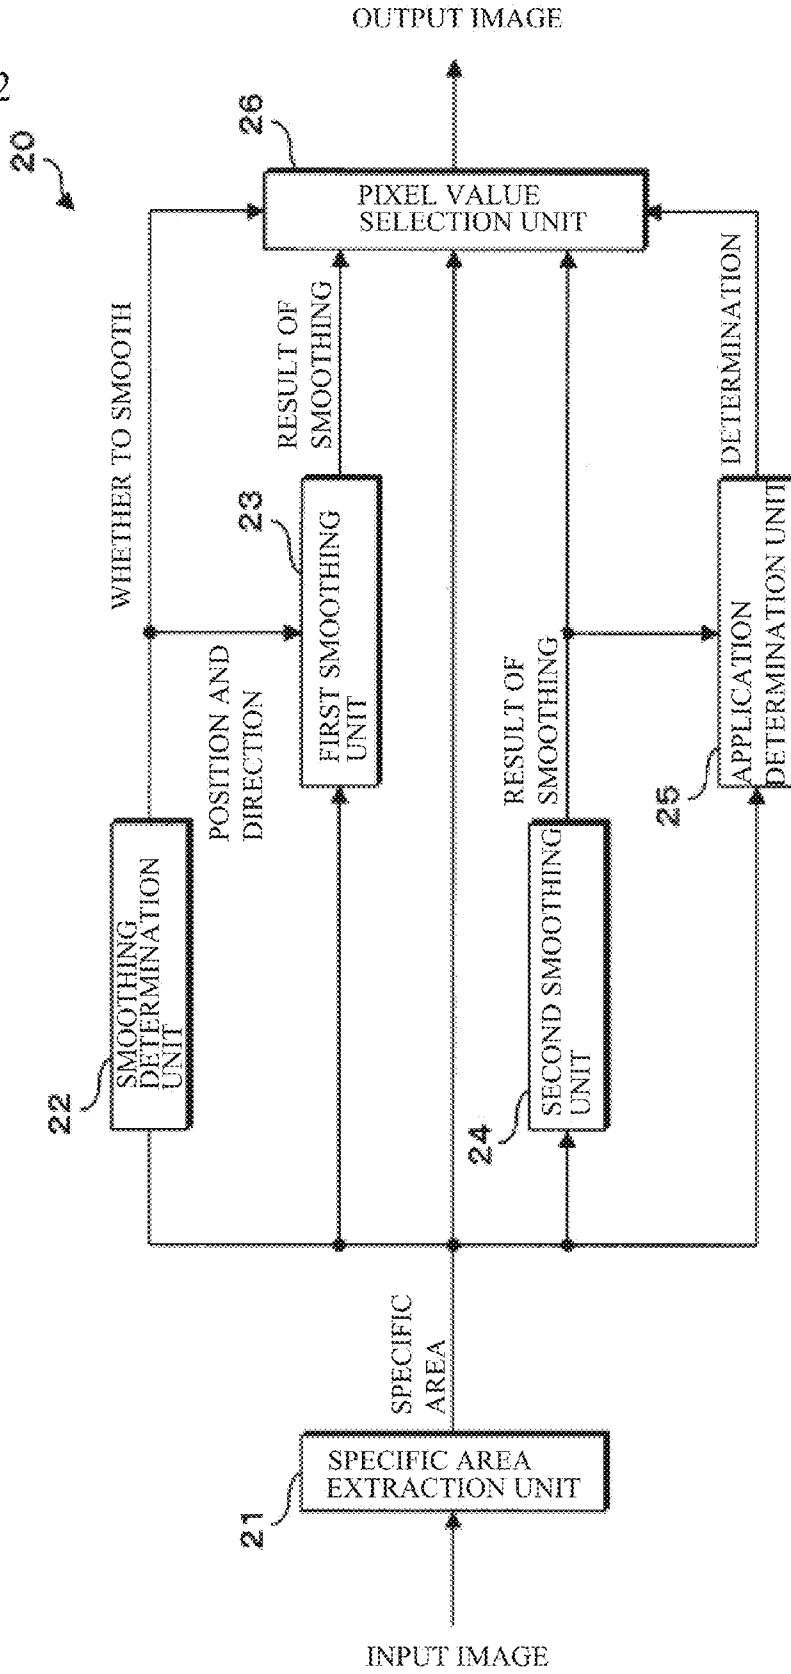 OUTPUT IMAGE
2
20
26
PIXEL VALUE
SELECTION UNIT
WHETHER TO SMOOTH
RESULT OF
SMOOTHING
DETERMINATION
23
FIRST SMOOTHING
UNIT
POSITION AND
DIRECTION
RESULT OF
SMOOTHING
APPLICATION
DETERMINATION UNIT
25
22
SMOOTHING
DETERMINATION
UNIT
24
SECOND SMOOTHING
UNIT
SPECIFIC
AREA
21
SPECIFIC AREA
EXTRACTION UNIT
INPUT IMAGE